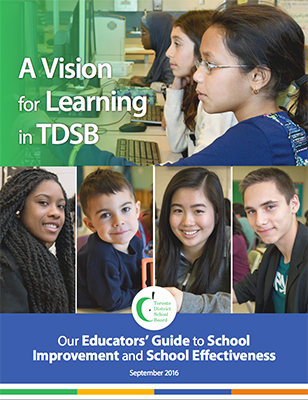 A Vision
for Learning
in TDSB
Toronto
District
School
Board
Our Educators' Guide to School
Improvement and School Effectiveness
September 2016